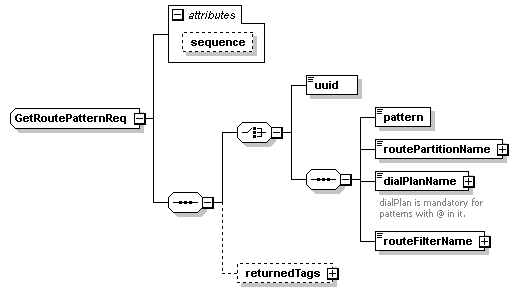 attributes
sequence
uuid
GetRoutePatternReq
pattern
routePartitionName
dialPlanName
dialPlan is mandatory for
patterns with @ in it.
routeFilterName
returnedTags